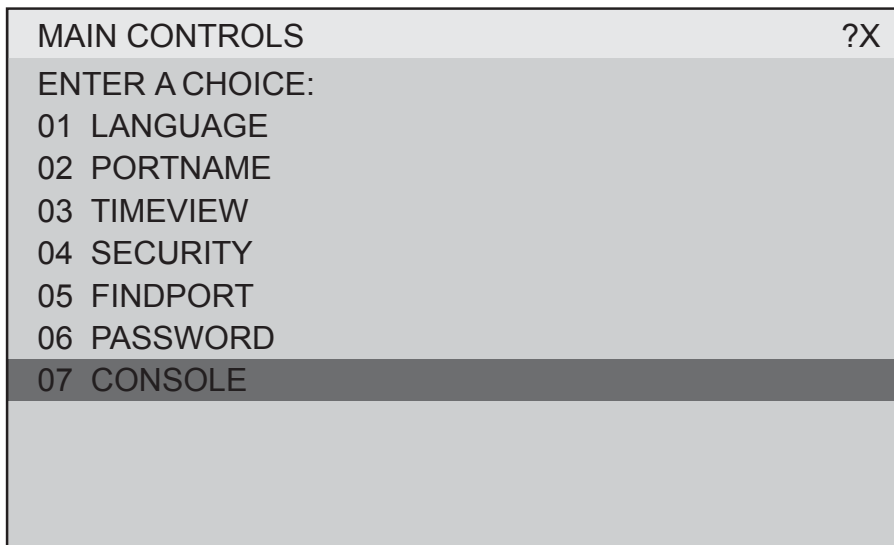 MAIN CONTROLS ?X
ENTER A CHOICE:
01 LANGUAGE
02 PORTNAME
03 TIMEVIEW
04 SECURITY
05 FINDPORT
06 PASSWORD
07 CONSOLE